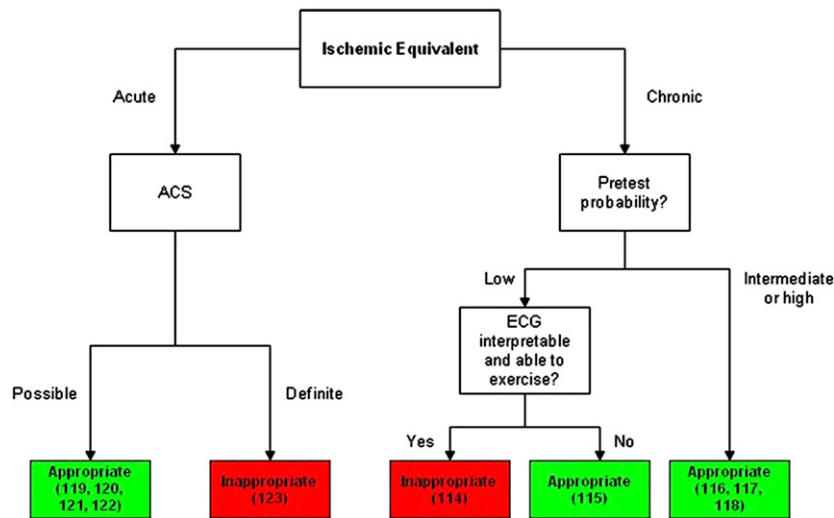 Ischemic Equivalent
Acute
Chronic
ACS
Pretest
probability?
Low
Intermediate
or high
ECG
interpretable
and able to
exercise?
Possible
Definite
Yes
No
Appropriate
(119, 120,
121, 122)
Inappropriate
(123)
Inappropriate
(114)
Appropriate
(115)
Appropriate
(116, 117,
118)